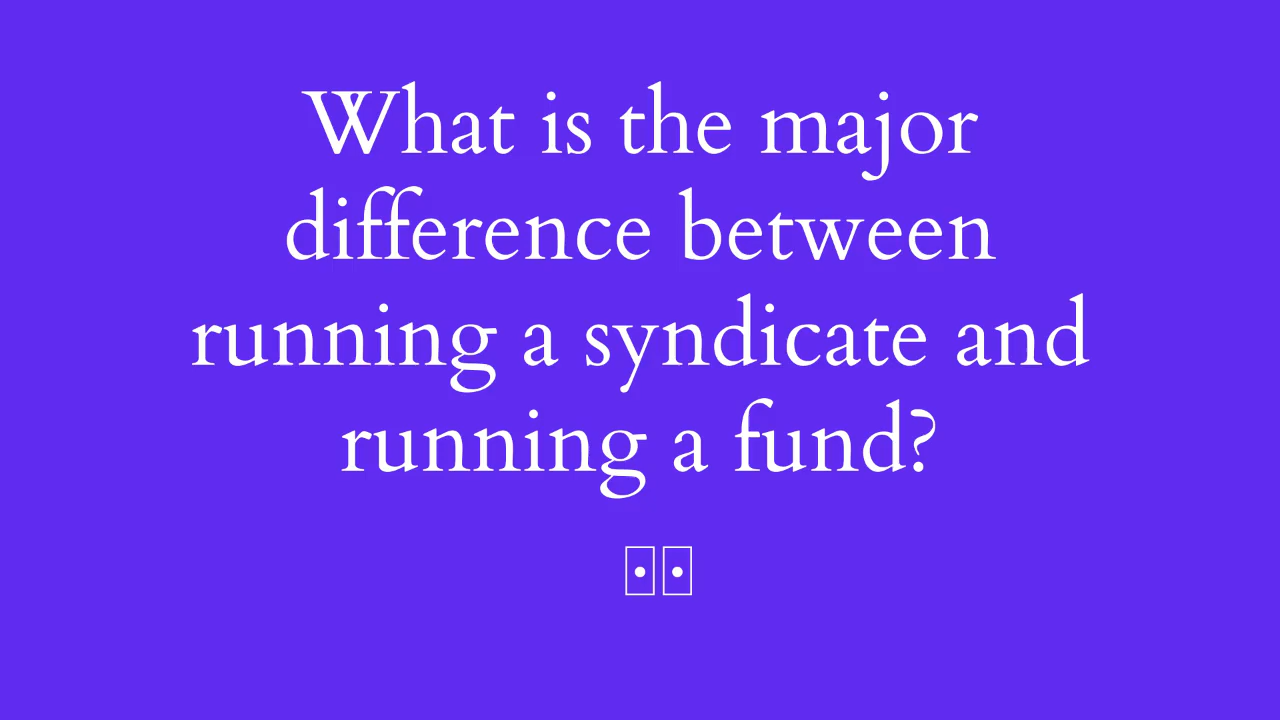 What is the major
difference between
running a syndicate and
running a fund?